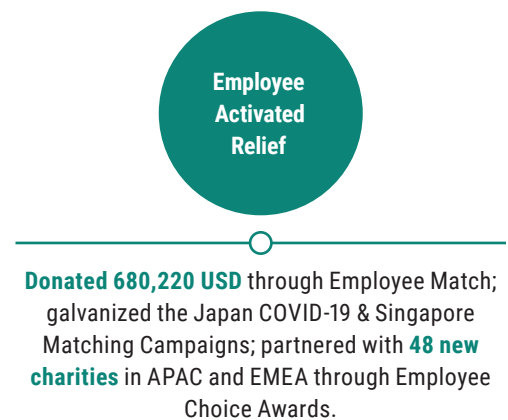 Employee
Activated
Relief
Donated 680,220 USD through Employee Match;
galvanized the Japan COVID-19 & Singapore
Matching Campaigns; partnered with 48 new
charities in APAC and EMEA through Employee
Choice Awards.